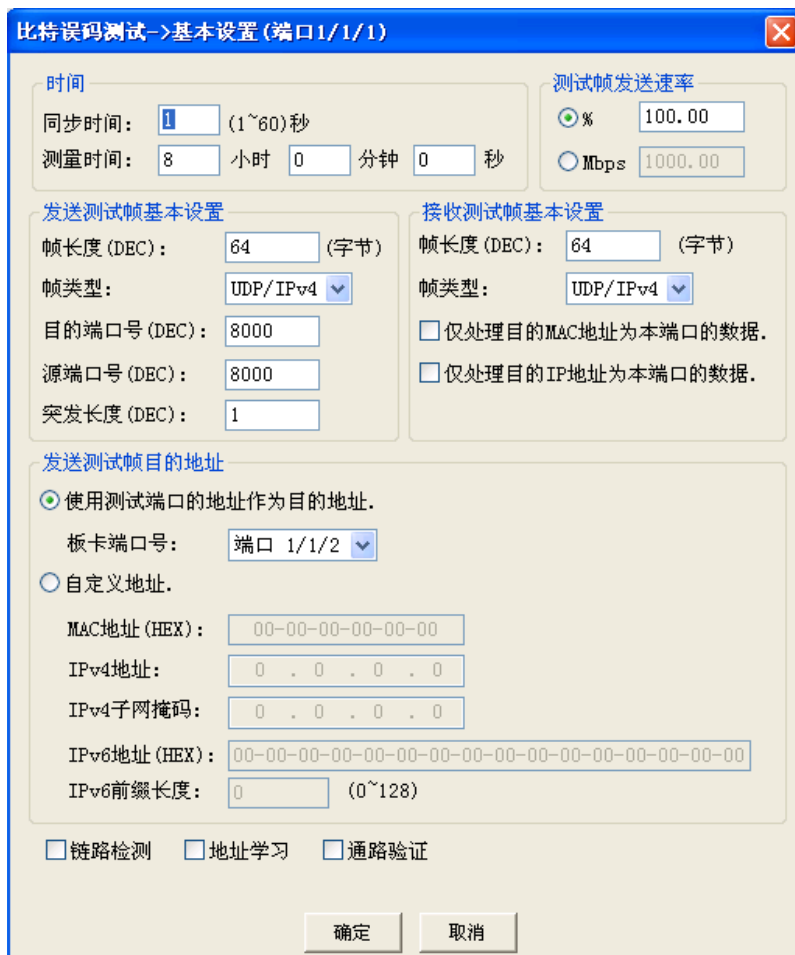 比特误码测试->基本设置(端口1/1/1)
时间
同步时间: 1 (1~60)秒
测量时间: 8 小时 0 分钟 0 秒
测试帧发送速率
% 100.00
Mbps 1000.00
发送测试帧基本设置
帧长度(DEC): 64 (字节)
帧类型: UDP/IPv4
目的端口号(DEC): 8000
源端口号(DEC): 8000
突发长度(DEC): 1
接收测试帧基本设置
帧长度(DEC): 64 (字节)
帧类型: UDP/IPv4
仅处理目的MAC地址为本端口的数据.
仅处理目的IP地址为本端口的数据.
发送测试帧目的地址
使用测试端口的地址作为目的地址.
板卡端口号: 端口 1/1/2
自定义地址.
MAC地址(HEX): 00-00-00-00-00-00
IPv4地址: 0 . 0 . 0 . 0
IPv4子网掩码: 0 . 0 . 0 . 0
IPv6地址(HEX): 00-00-00-00-00-00-00-00-00-00-00-00-00-00-00-00
IPv6前缀长度: 0 (0~128)
链路检测 地址学习 通路验证
确定 取消